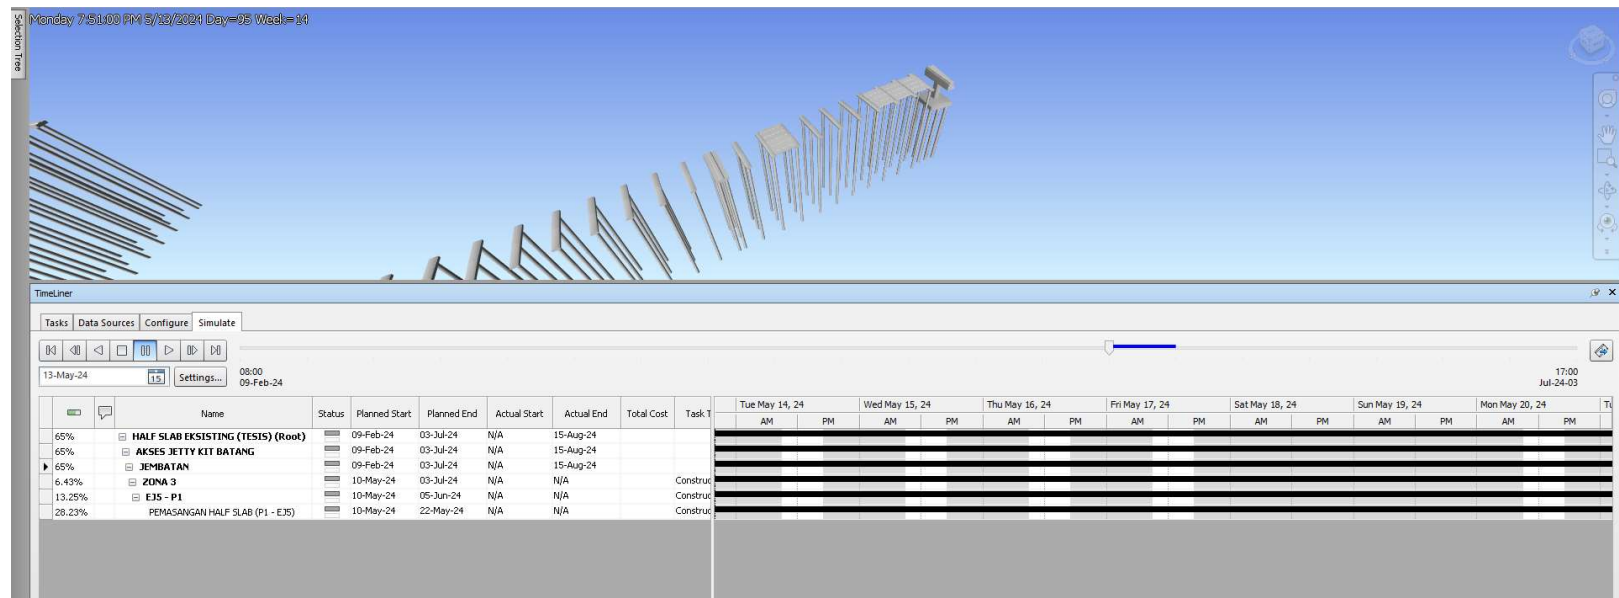 Monday 7:51:00 PM 5/13/2024 Day=95 Week=14
Selection Tree
TimeLiner
Tasks Data Sources Configure Simulate
13-May-24 15 Settings... 08:00 09-Feb-24
17:00 Jul-24-03
Name Status Planned Start Planned End Actual Start Actual End Total Cost Task T
65% HALF SLAB EKSISTING (TESIS) (Root) 09-Feb-24 03-Jul-24 N/A 15-Aug-24
65% AKSES JETTY KIT BATANG 09-Feb-24 03-Jul-24 N/A 15-Aug-24
65% JEMBATAN 09-Feb-24 03-Jul-24 N/A 15-Aug-24
6.43% ZONA 3 10-May-24 03-Jul-24 N/A N/A Construc
13.25% EJ5 - P1 10-May-24 05-Jun-24 N/A N/A Construc
28.23% PEMASANGAN HALF SLAB (P1 - EJ5) 10-May-24 22-May-24 N/A N/A Construc
Tue May 14, 24 Wed May 15, 24 Thu May 16, 24 Fri May 17, 24 Sat May 18, 24 Sun May 19, 24 Mon May 20, 24 Tu
AM PM AM PM AM PM AM PM AM PM AM PM AM PM